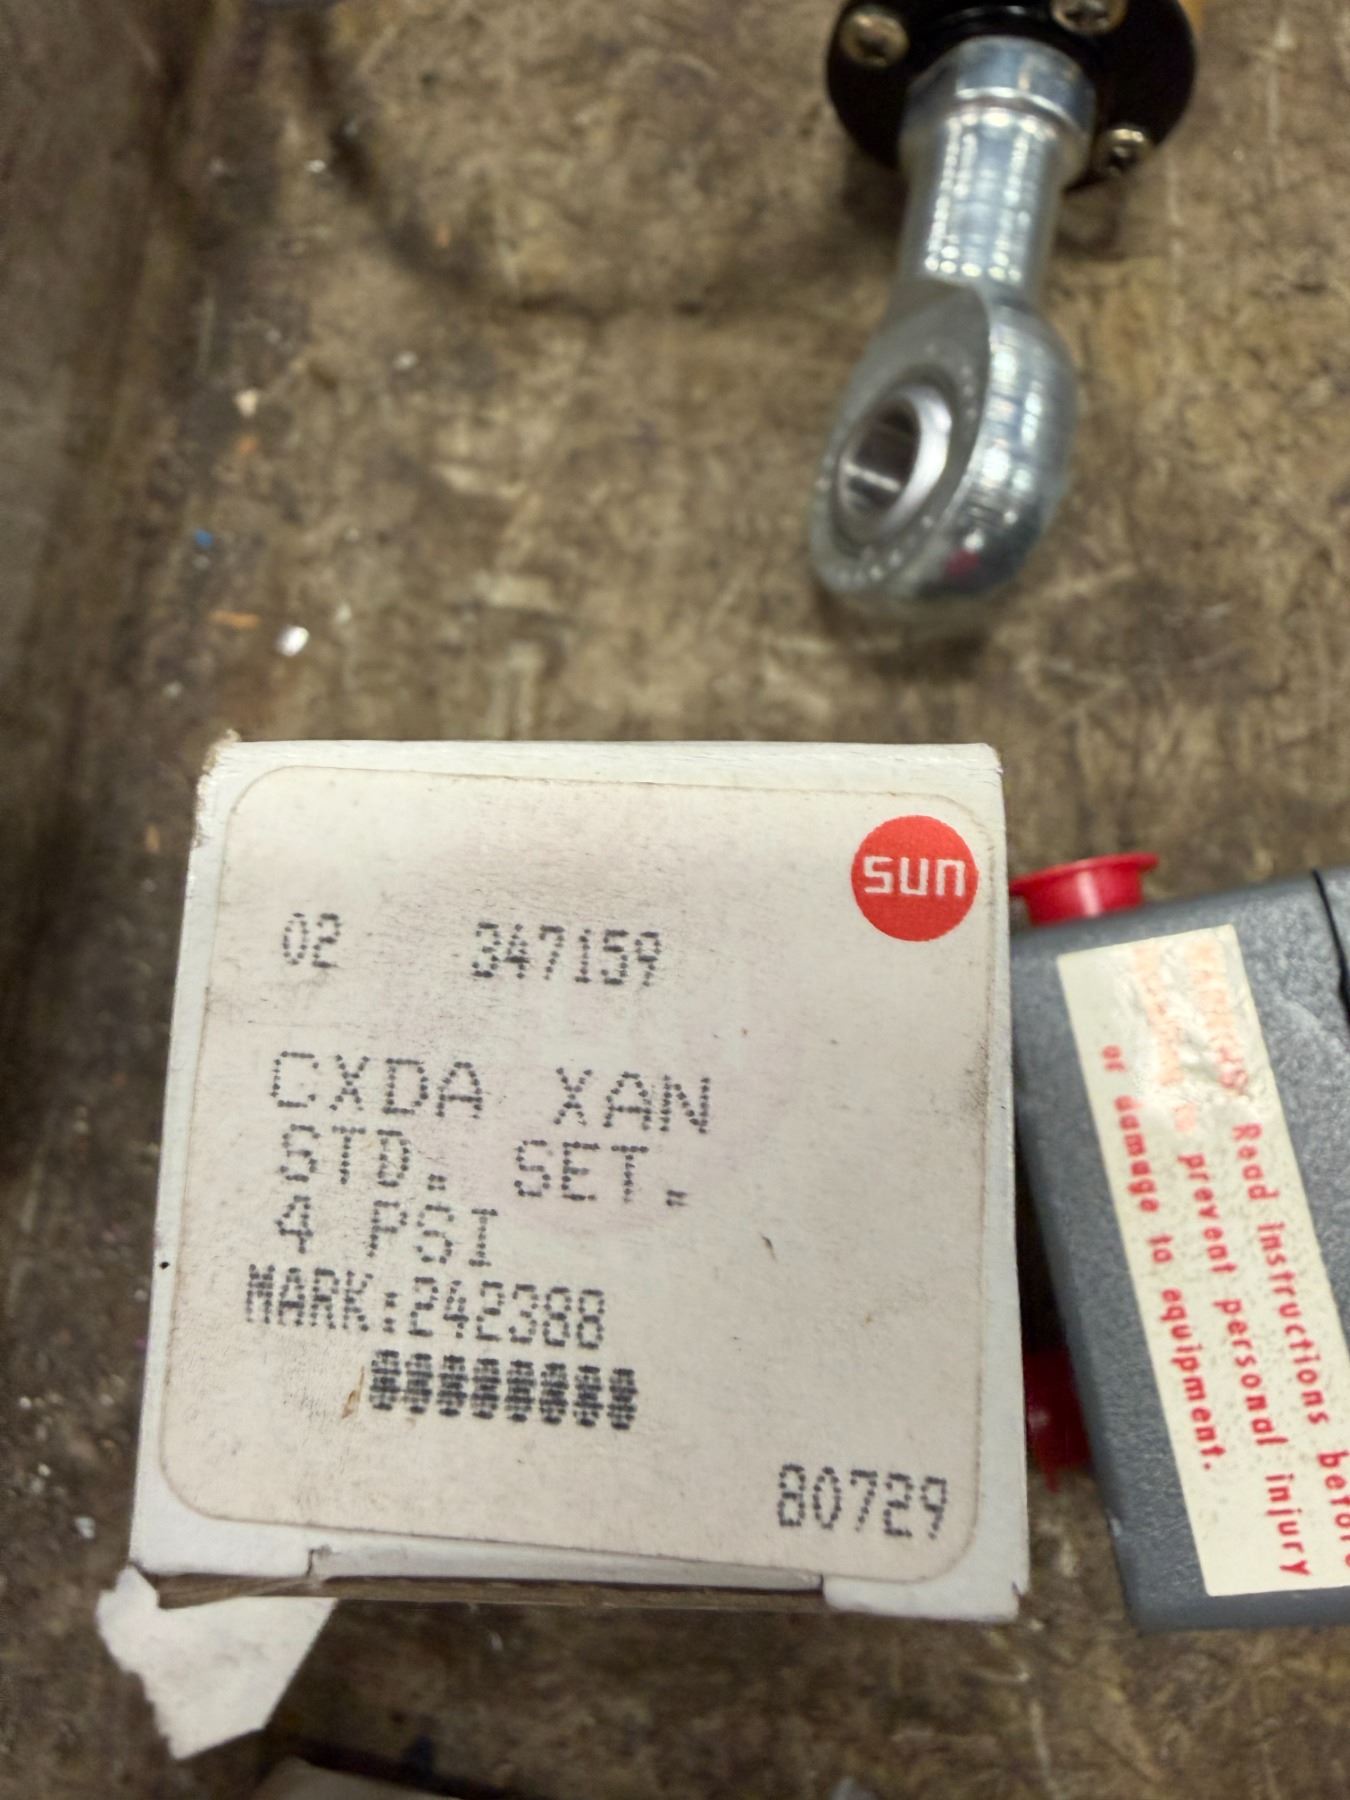 sun
02 347159
CXDA XAN
STD. SET,
4 PSI
MARK:242388
80729
Read instructions before
to prevent personal injury
or damage to equipment.